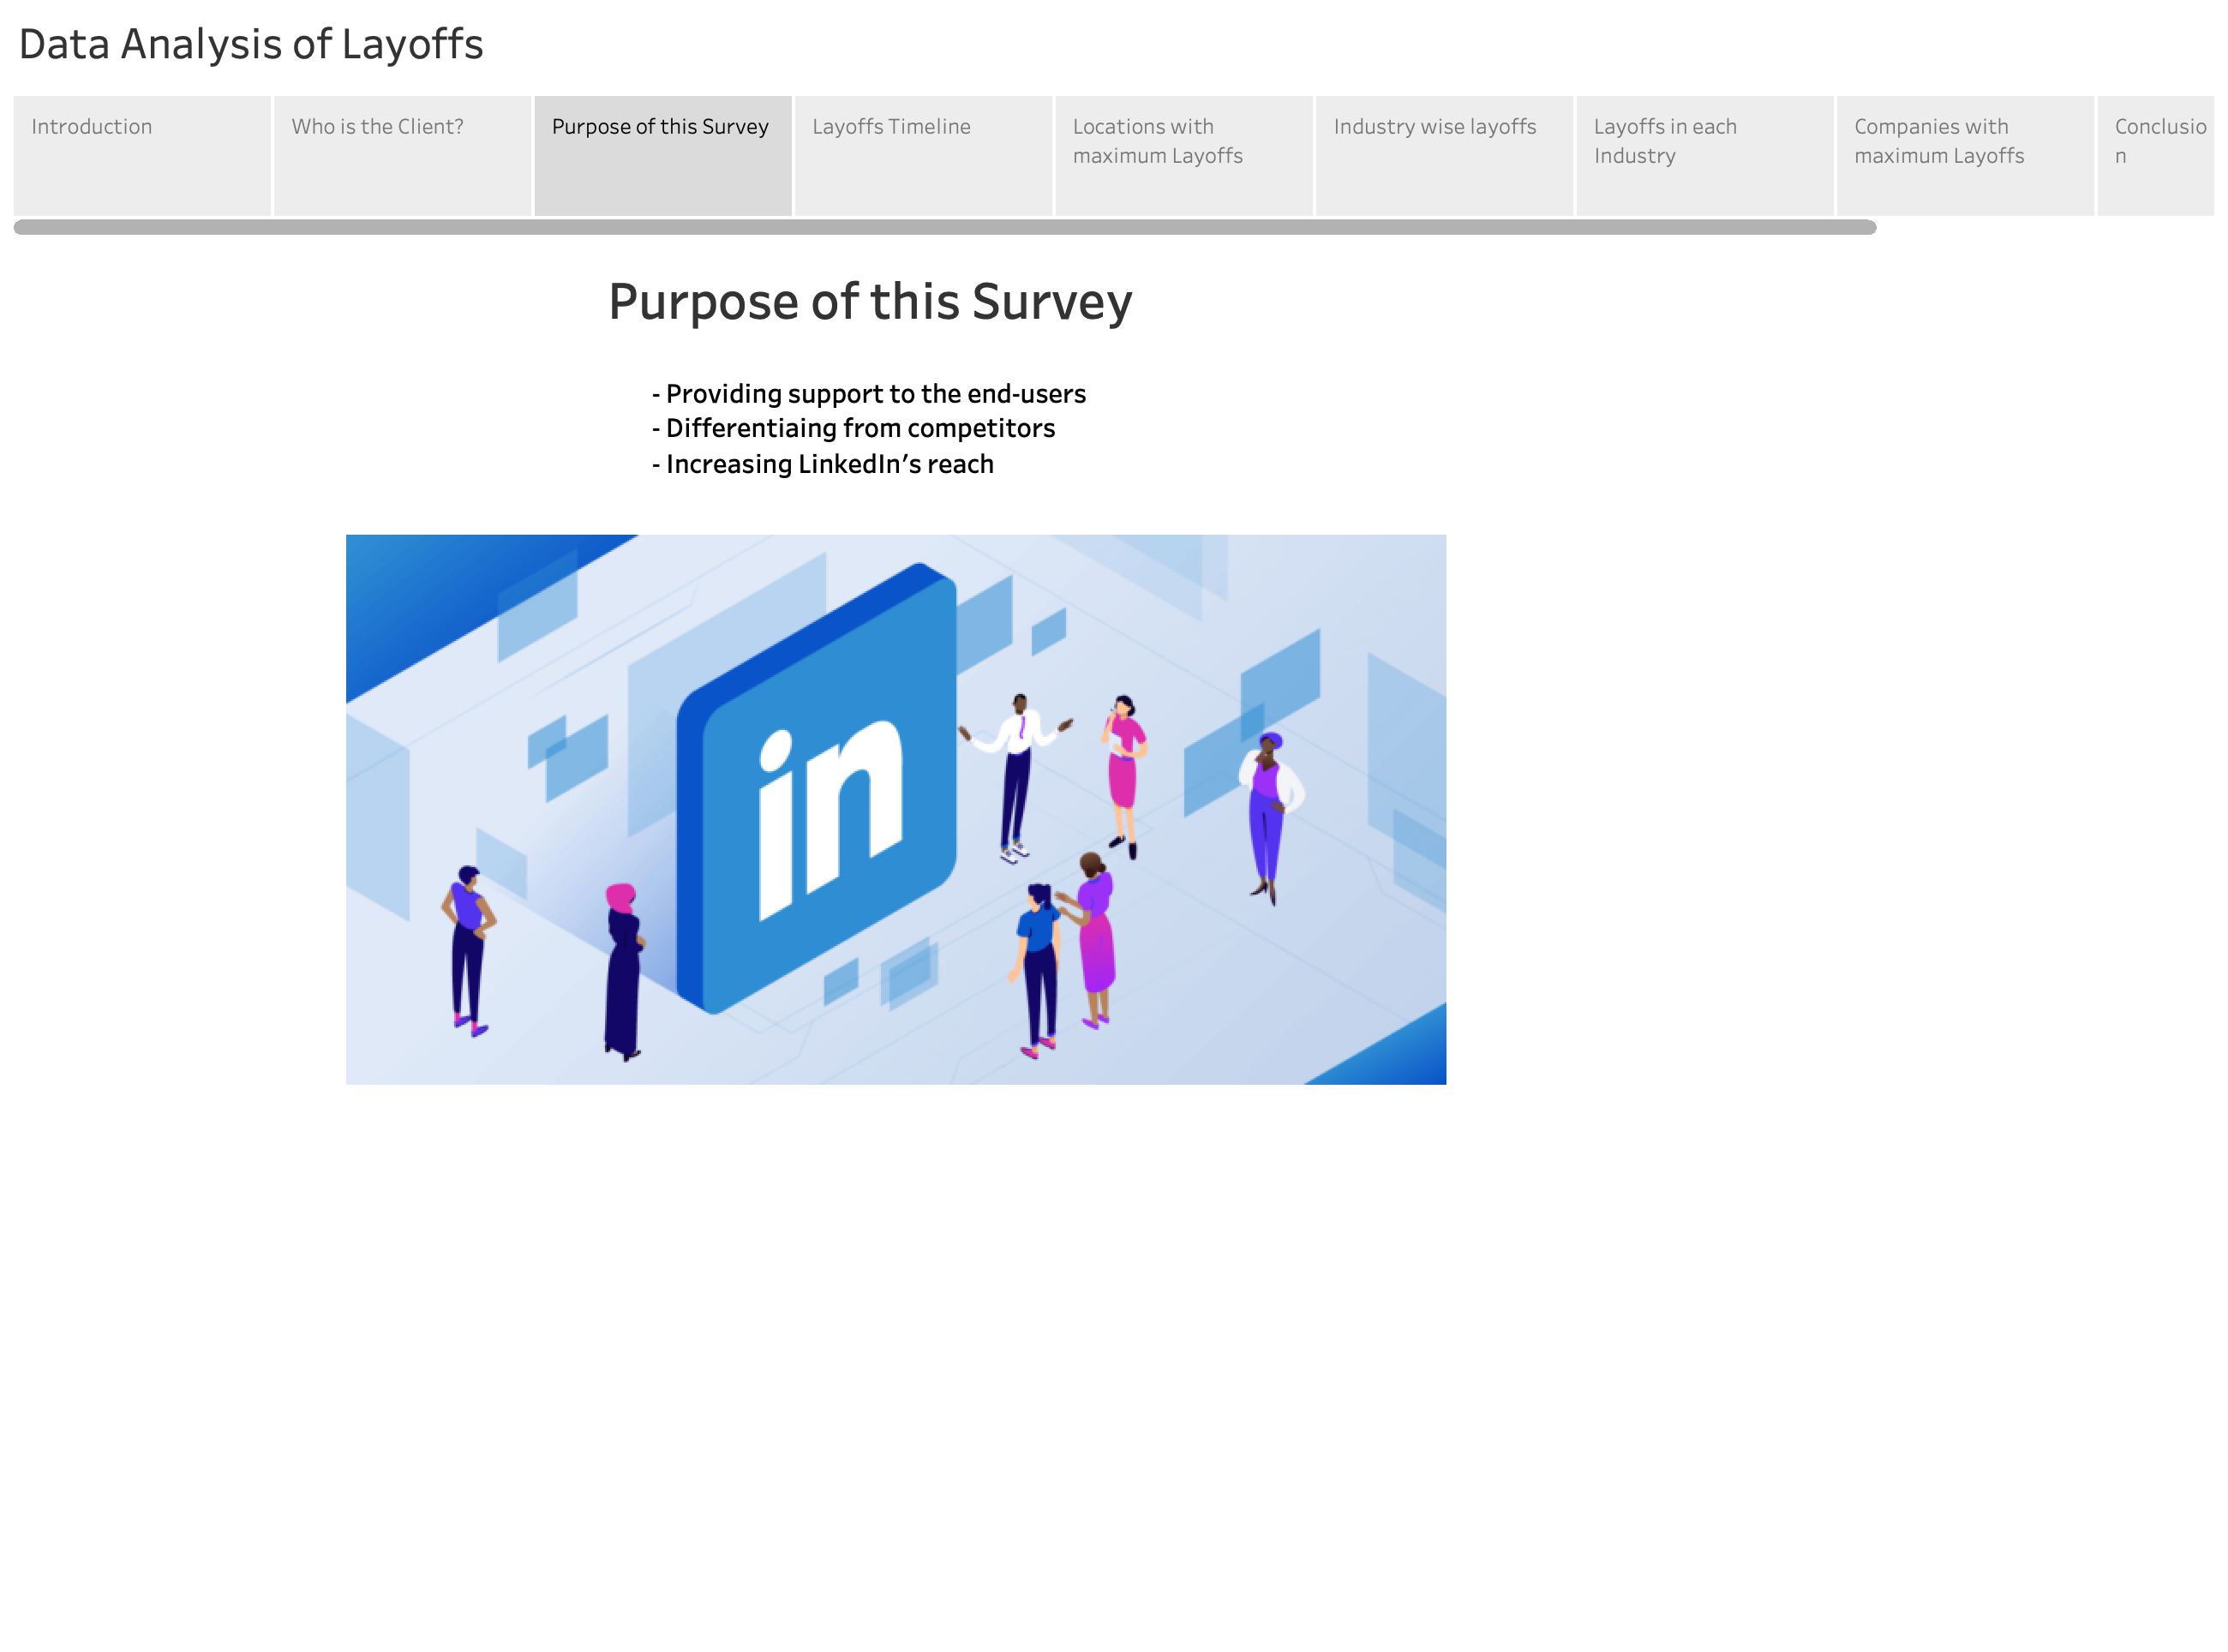 Data Analysis of Layoffs
Introduction
Who is the Client?
Purpose of this Survey
Layoffs Timeline
Locations with
maximum Layoffs
Industry wise layoffs
Layoffs in each
Industry
Companies with
maximum Layoffs
Conclusio
n
Purpose of this Survey
- Providing support to the end-users
- Differentiaing from competitors
- Increasing LinkedIn's reach
in